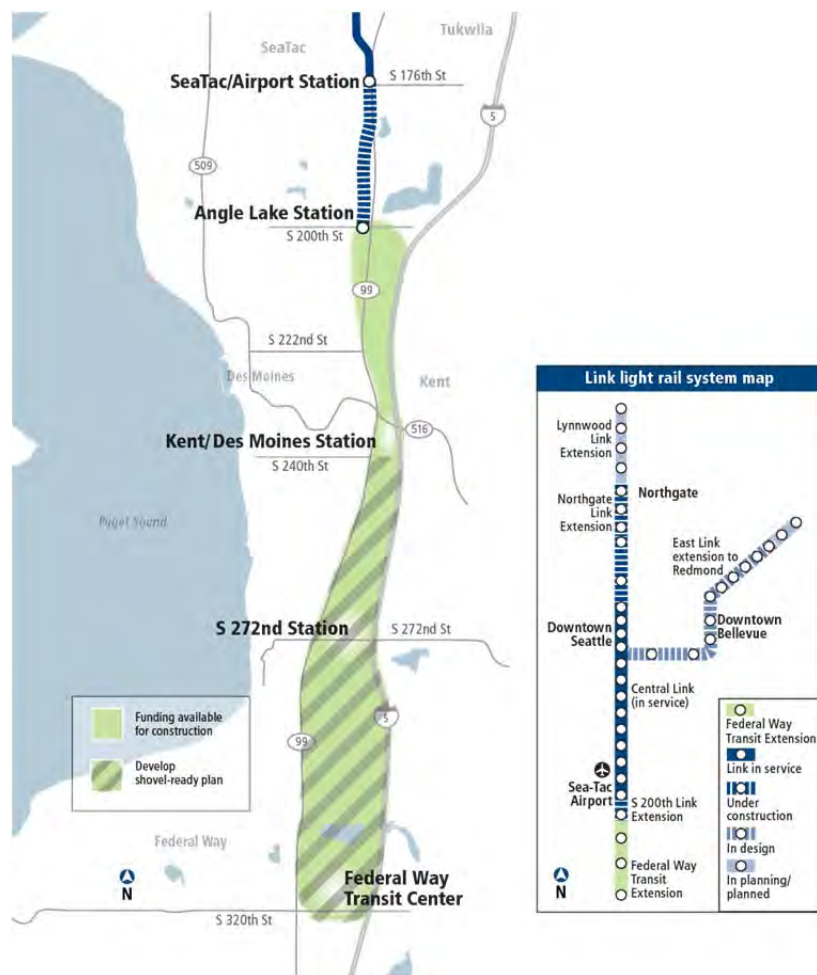 SeaTac
Tukwila
SeaTac/Airport Station
S 176th St
5
509
Angle Lake Station
S 200th St
99
S 222nd St
Des Moines
Kent
516
Kent/Des Moines Station
S 240th St
Puget Sound
S 272nd Station
S 272nd St
Funding available
for construction
Develop
shovel-ready plan
99
5
Federal Way
N
Federal Way
Transit Center
S 320th St
Link light rail system map
Lynnwood
Link
Extension
Northgate
Northgate
Link
Extension
East Link
extension to
Redmond
Downtown
Seattle
Downtown
Bellevue
Central Link
(in service)
Sea-Tac
Airport
S 200th Link
Extension
Federal Way
Transit
Extension
N
Federal Way
Transit Extension
Link in service
Under
construction
In design
In planning/
planned